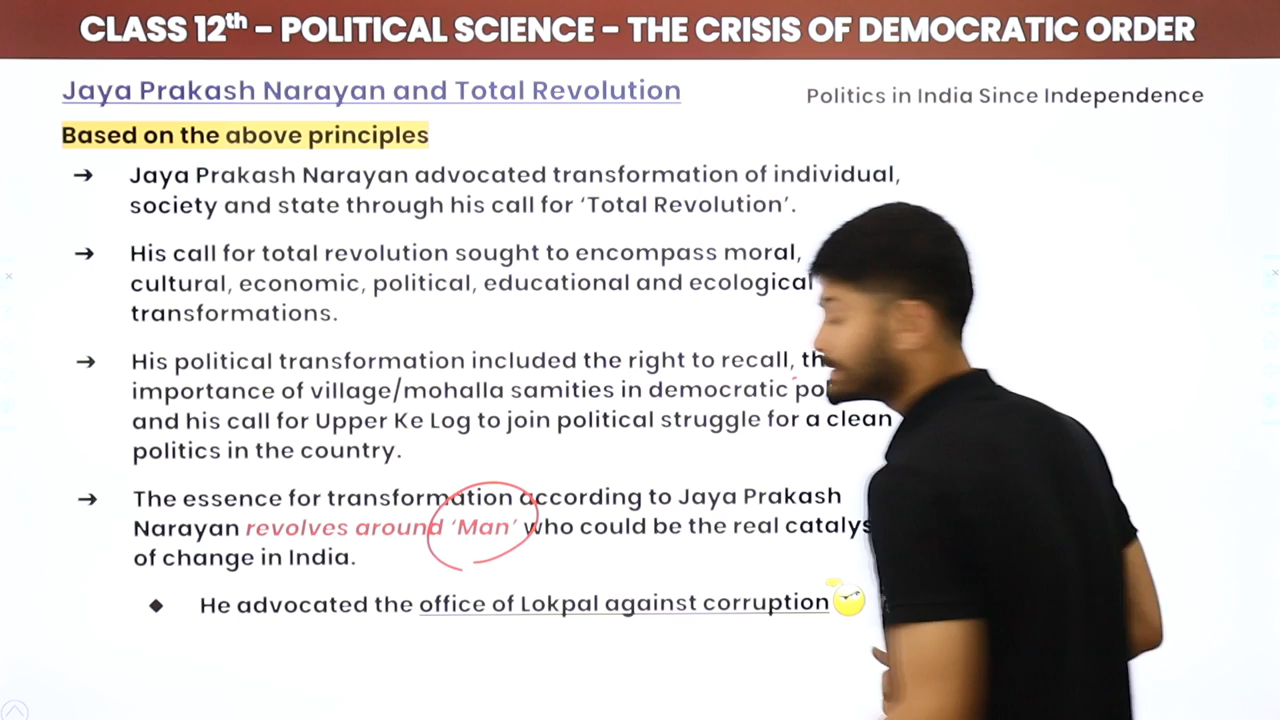 CLASS 12th – POLITICAL SCIENCE – THE CRISIS OF DEMOCRATIC ORDER
Jaya Prakash Narayan and Total Revolution
Politics in India Since Independence
Based on the above principles
→ Jaya Prakash Narayan advocated transformation of individual,
society and state through his call for ‘Total Revolution’.
→ His call for total revolution sought to encompass moral,
cultural, economic, political, educational and ecological
transformations.
→ His political transformation included the right to recall,
importance of village/mohalla samities in democratic
and his call for Upper Ke Log to join political struggle for a clean
politics in the country.
→ The essence for transformation according to Jaya Prakash
Narayan revolves around ‘Man’ who could be the real
of change in India.
◆ He advocated the office of Lokpal against corruption